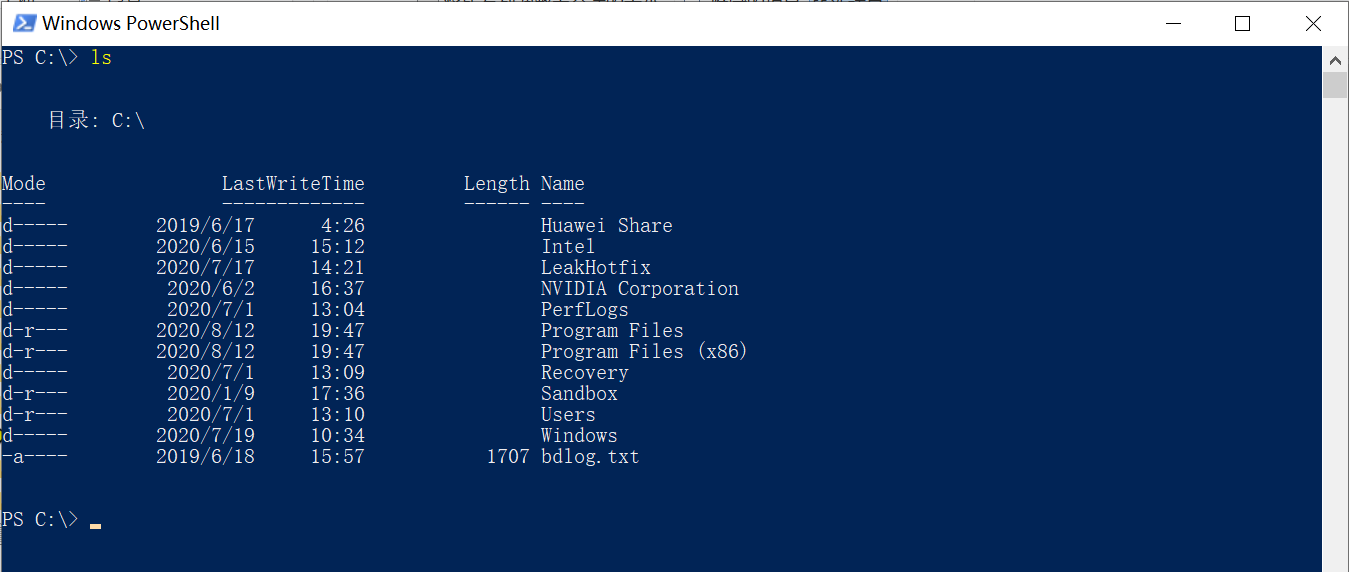 Windows PowerShell
PS C:\> ls
目录: C:\
Mode                LastWriteTime         Length Name
----                -------------         ------ ----
d-----        2019/6/17      4:26                Huawei Share
d-----        2020/6/15     15:12                Intel
d-----        2020/7/17     14:21                LeakHotfix
d-----         2020/6/2     16:37                NVIDIA Corporation
d-----         2020/7/1     13:04                PerfLogs
d-r---        2020/8/12     19:47                Program Files
d-r---        2020/8/12     19:47                Program Files (x86)
d-----         2020/7/1     13:09                Recovery
d-r---         2020/1/9     17:36                Sandbox
d-r---         2020/7/1     13:10                Users
d-----        2020/7/19     10:34                Windows
-a----        2019/6/18     15:57           1707 bdlog.txt
PS C:\>